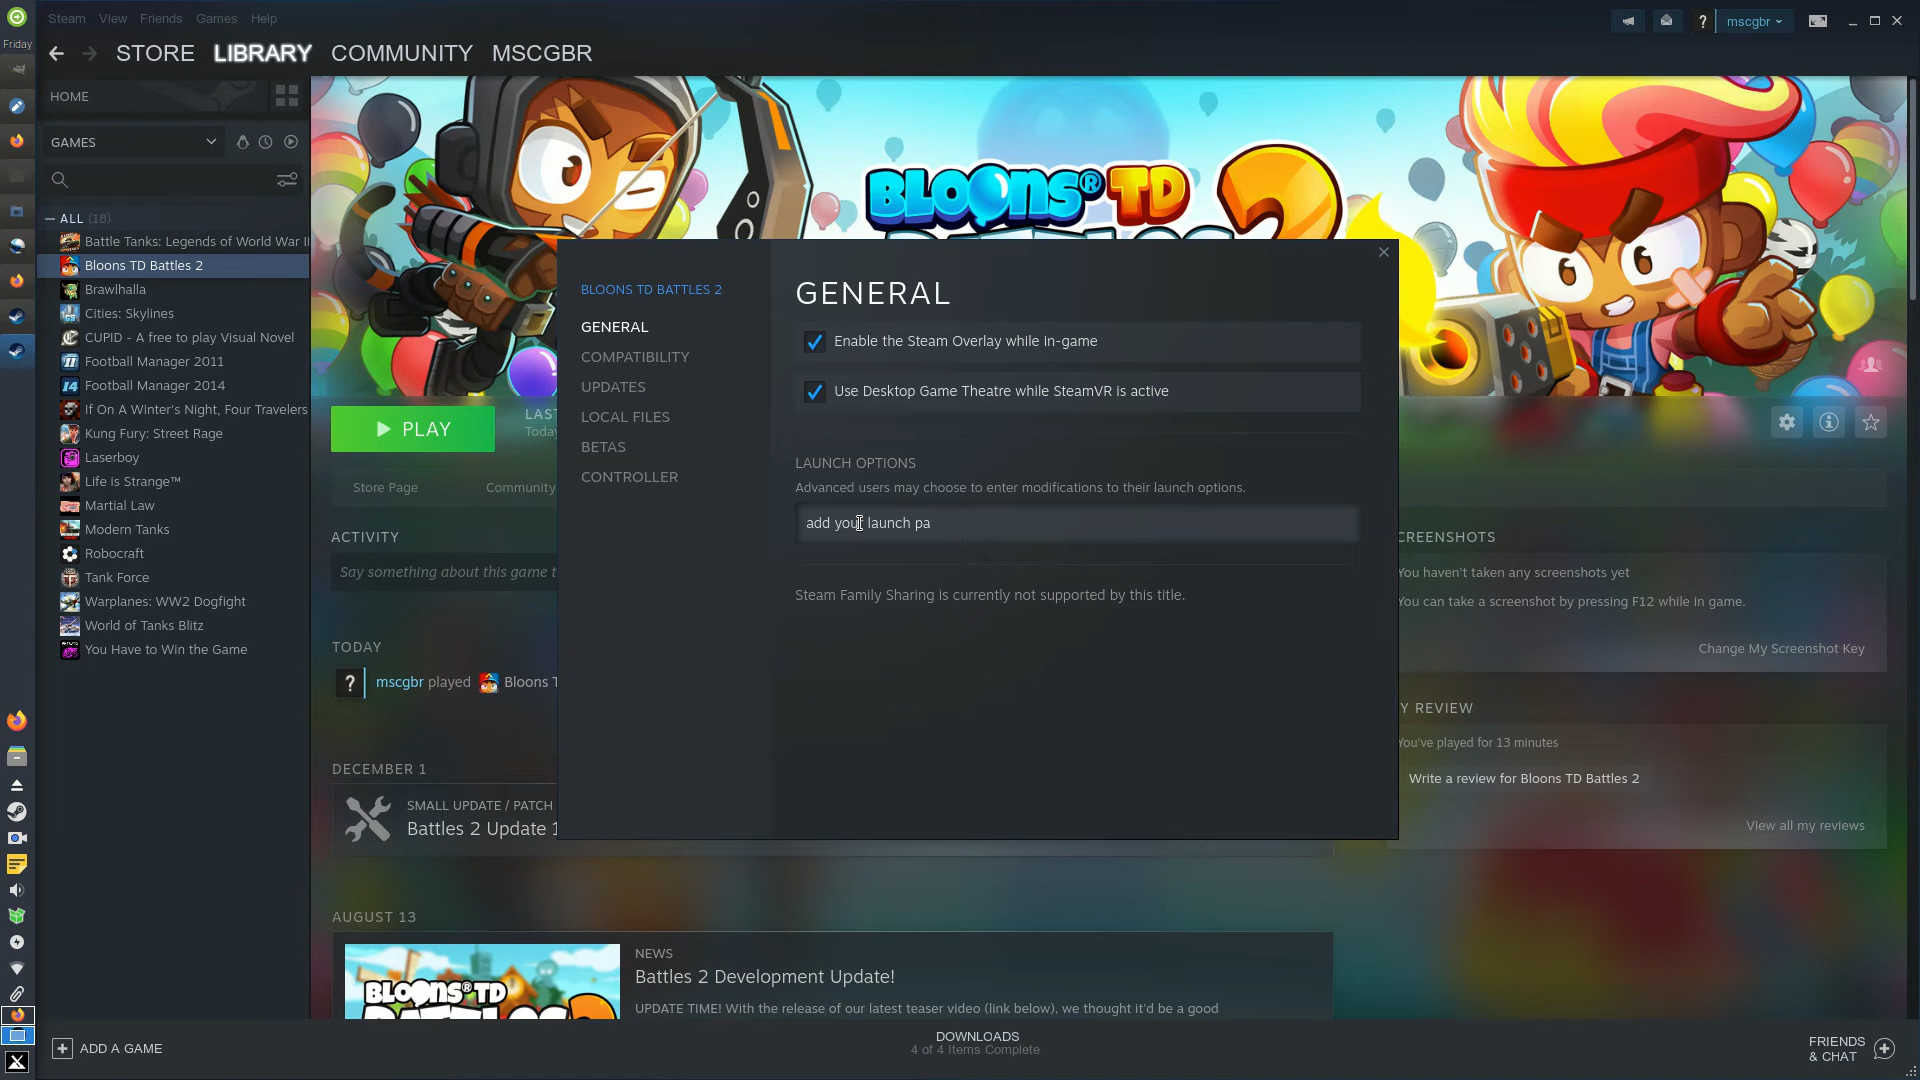 Steam View Friends Games Help
mscgbr
Friday
STORE LIBRARY COMMUNITY MSCGBR
HOME
GAMES
ALL (18)
Battle Tanks: Legends of World War II
Bloons TD Battles 2
Brawlhalla
Cities: Skylines
CUPID - A free to play Visual Novel
Football Manager 2011
Football Manager 2014
If On A Winter's Night, Four Travelers
Kung Fury: Street Rage
Laserboy
Life is Strange™
Martial Law
Modern Tanks
Robocraft
Tank Force
Warplanes: WW2 Dogfight
World of Tanks Blitz
You Have to Win the Game
BLOONS® TD
2
PLAY
LAST
Toda
Store Page
Community
ACTIVITY
Say something about this game t
TODAY
mscgbr played Bloons T
DECEMBER 1
SMALL UPDATE / PATCH
Battles 2 Update 1
AUGUST 13
BLOONS® TD
NEWS
Battles 2 Development Update!
UPDATE TIME! With the release of our latest teaser video (link below), we thought it'd be a good
BLOONS TD BATTLES 2
GENERAL
COMPATIBILITY
UPDATES
LOCAL FILES
BETAS
CONTROLLER
GENERAL
Enable the Steam Overlay while in-game
Use Desktop Game Theatre while SteamVR is active
LAUNCH OPTIONS
Advanced users may choose to enter modifications to their launch options.
add your launch pa
Steam Family Sharing is currently not supported by this title.
CREENSHOTS
You haven't taken any screenshots yet
You can take a screenshot by pressing F12 while in game.
Change My Screenshot Key
Y REVIEW
You've played for 13 minutes
Write a review for Bloons TD Battles 2
View all my reviews
ADD A GAME
DOWNLOADS
4 of 4 Items Complete
FRIENDS
& CHAT